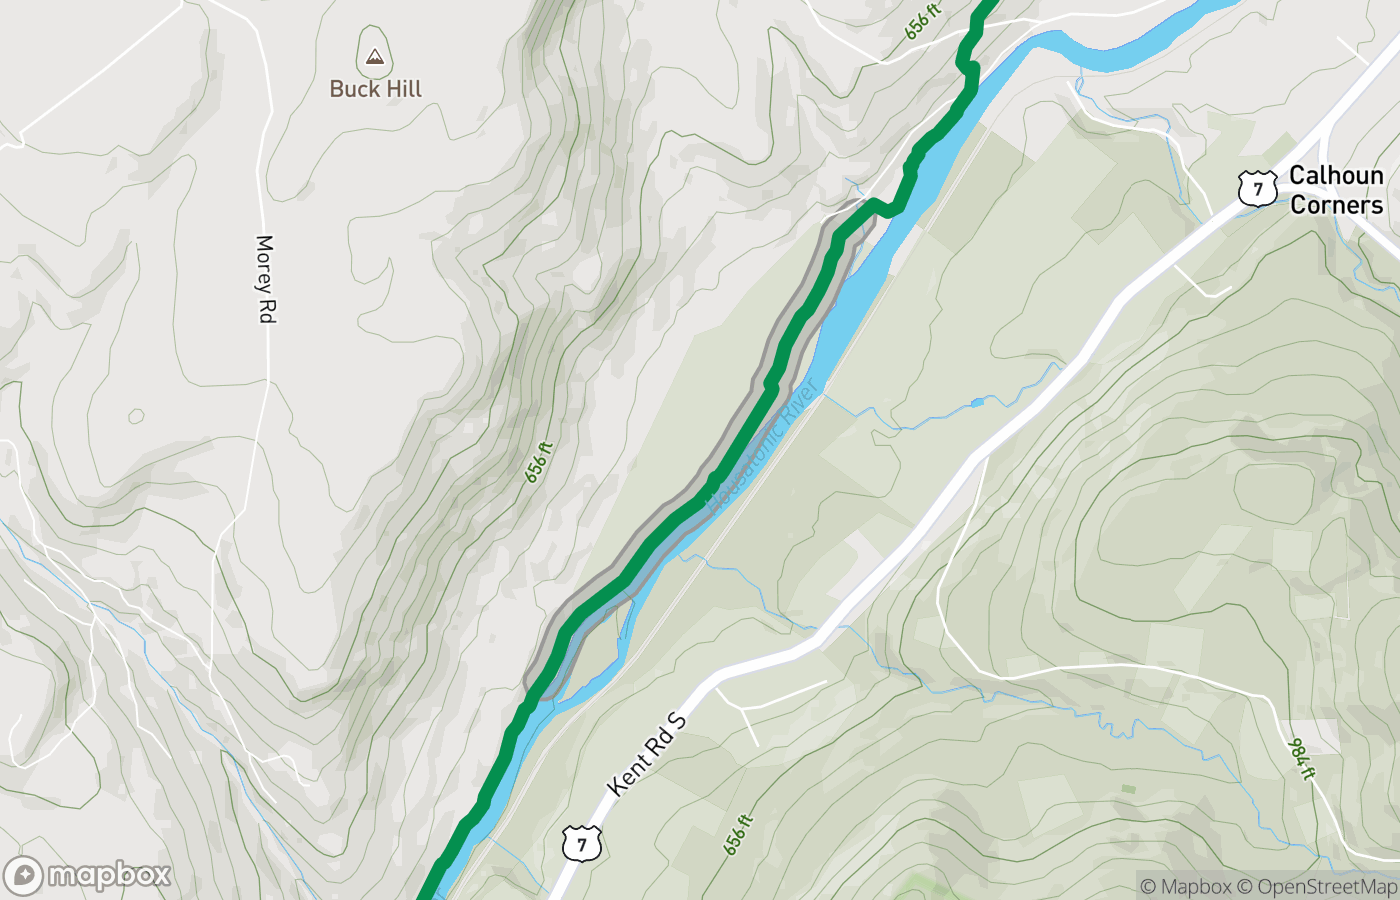 656 ft
Buck Hill
7
Calhoun
Corners
Morey Rd
656 ft
Housatonic River
Kent Rd S
984 ft
656 ft
7
mapbox
© Mapbox © OpenStreetMap